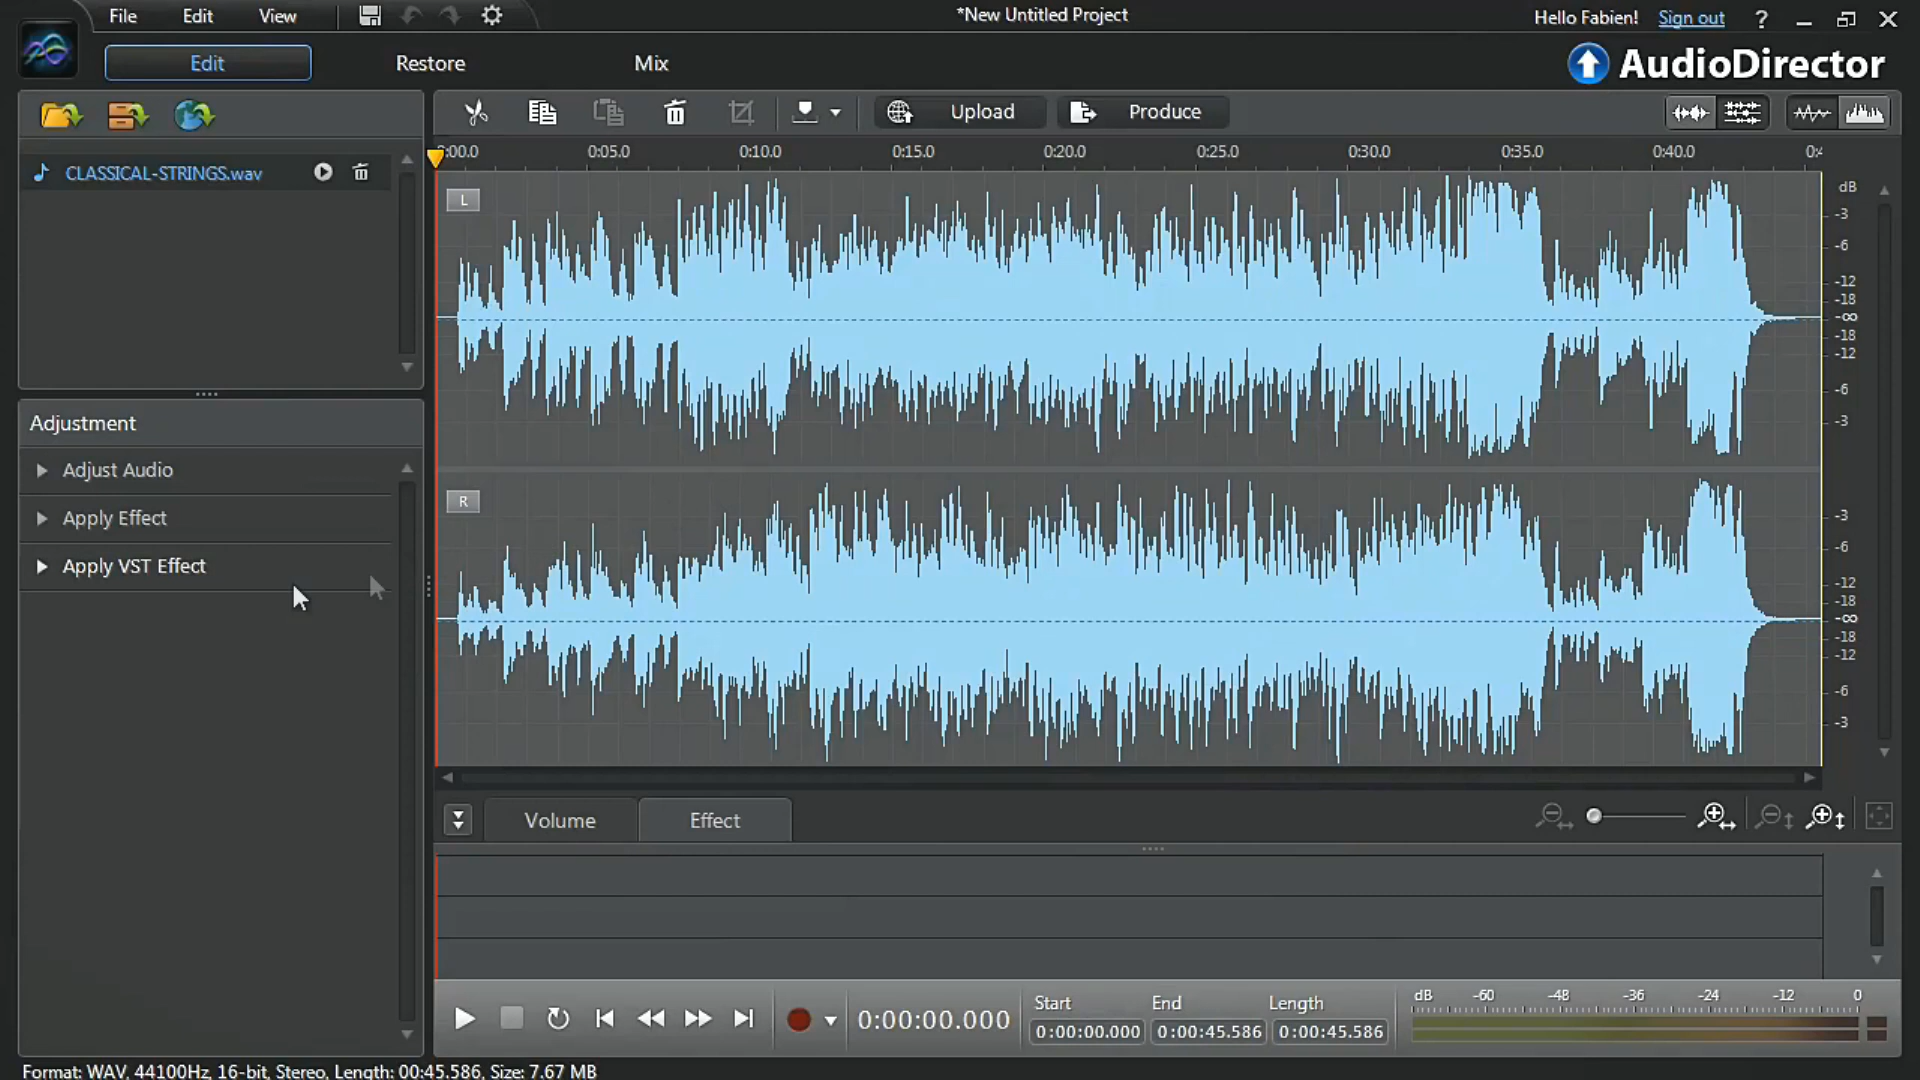 File Edit View *New Untitled Project Hello Fabien! Sign out ?
Edit Restore Mix AudioDirector
Upload Produce
0:00.0 0:05.0 0:10.0 0:15.0 0:20.0 0:25.0 0:30.0 0:35.0 0:40.0
CLASSICAL-STRINGS.wav
L
dB
-3
-6
-12
-18
-∞
-18
-12
-6
-3
Adjustment
Adjust Audio
Apply Effect
Apply VST Effect
R
-3
-6
-12
-18
-∞
-18
-12
-6
-3
Volume Effect
0:00:00.000
Start End Length
0:00:00.000 0:00:45.586 0:00:45.586
dB -60 -48 -36 -24 -12 0
Format: WAV, 44100Hz, 16-bit, Stereo, Length: 00:45.586, Size: 7.67 MB